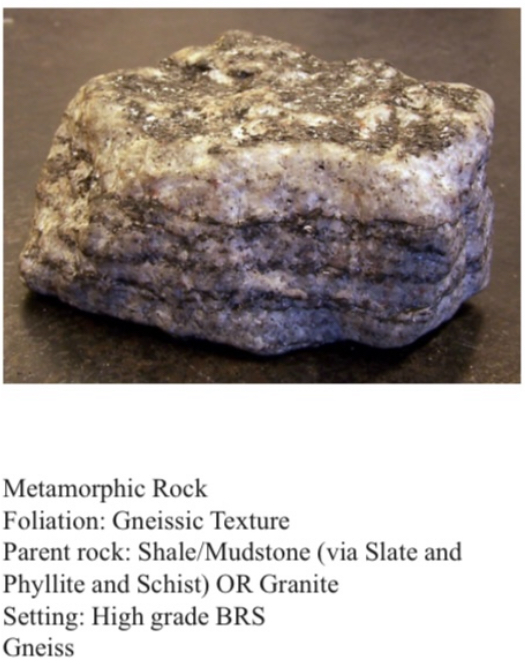 Metamorphic Rock
Foliation: Gneissic Texture
Parent rock: Shale/Mudstone (via Slate and
Phyllite and Schist) OR Granite
Setting: High grade BRS
Gneiss